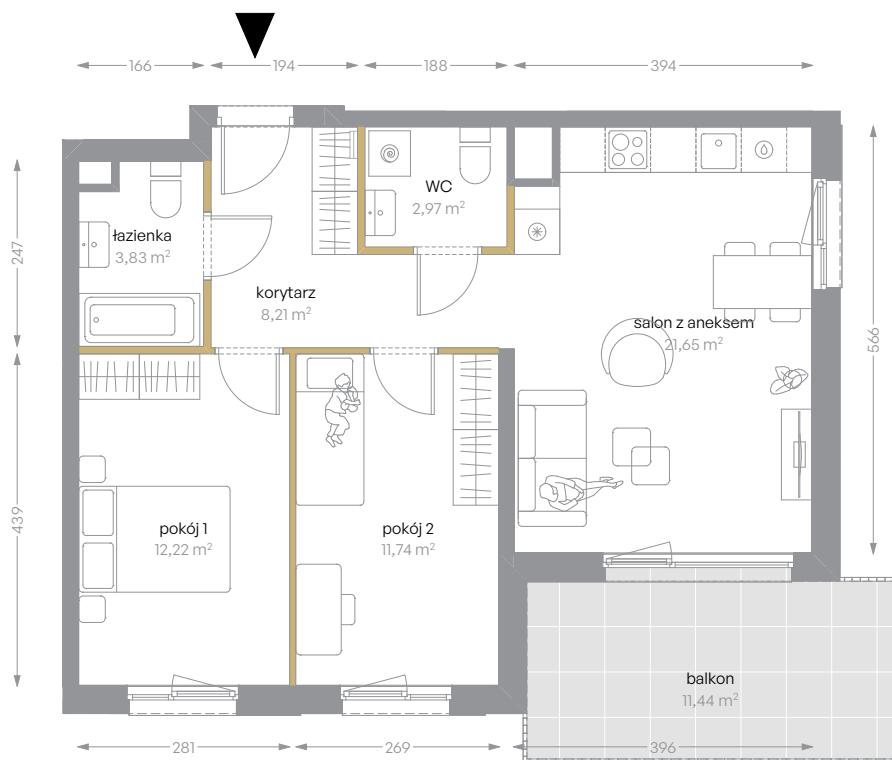 166
194
188
394
WC
2,97 m²
łazienka
3,83 m²
247
korytarz
8,21 m²
salon z aneksem
21,65 m²
566
439
pokój 1
12,22 m²
pokój 2
11,74 m²
balkon
11,44 m²
281
269
396